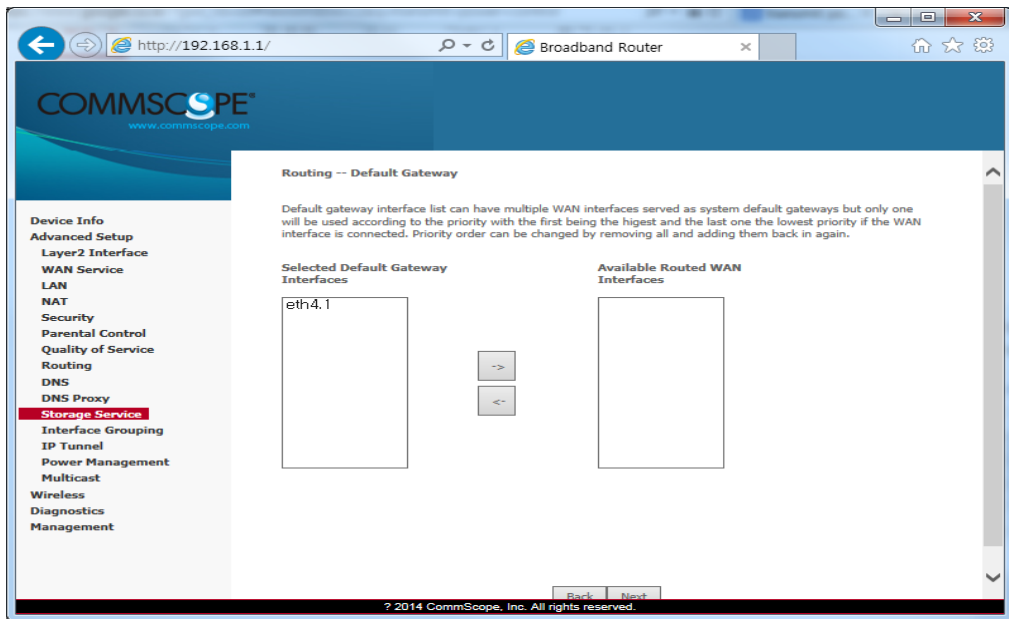 http://192.168.1.1/
Broadband Router
COMMSCOPE®
www.commscope.com
Routing -- Default Gateway
Default gateway interface list can have multiple WAN interfaces served as system default gateways but only one
will be used according to the priority with the first being the higest and the last one the lowest priority if the WAN
interface is connected. Priority order can be changed by removing all and adding them back in again.
Device Info
Advanced Setup
Layer2 Interface
WAN Service
LAN
NAT
Security
Parental Control
Quality of Service
Routing
DNS
DNS Proxy
Storage Service
Interface Grouping
IP Tunnel
Power Management
Multicast
Wireless
Diagnostics
Management
Selected Default Gateway
Interfaces
Available Routed WAN
Interfaces
eth4.1
->
<-
Back Next
? 2014 CommScope, Inc. All rights reserved.